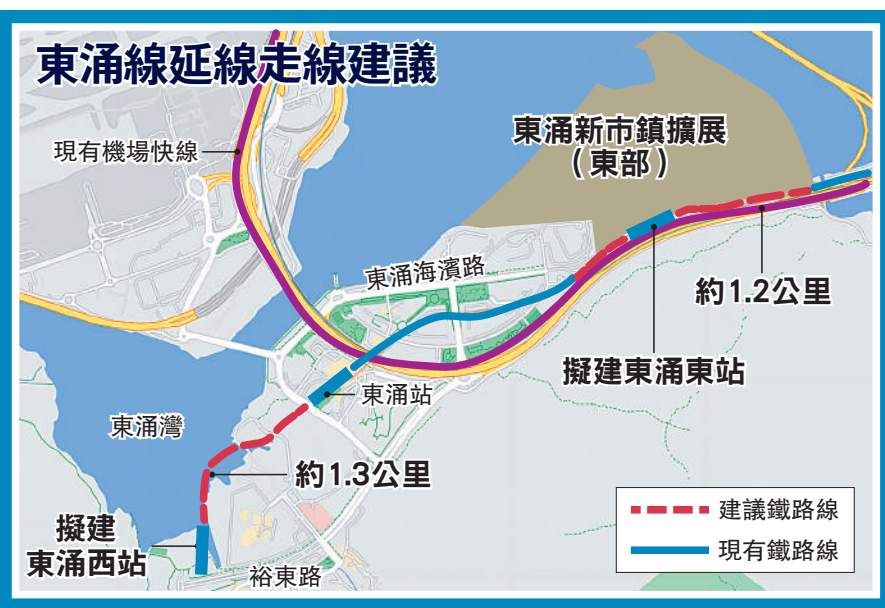 東涌線延線走線建議
現有機場快線
東涌新市鎮擴展
（東部）
東涌海濱路
約1.2公里
擬建東涌東站
東涌站
東涌灣
約1.3公里
擬建
東涌西站
裕東路
建議鐵路線
現有鐵路線